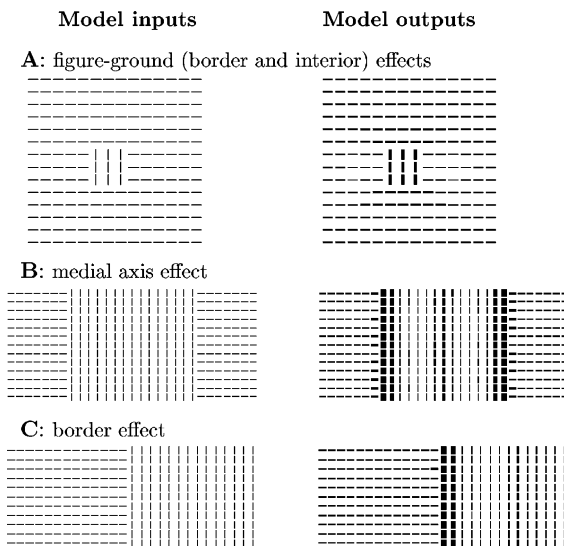 Model inputs Model outputs
A: figure-ground (border and interior) effects
B: medial axis effect
C: border effect